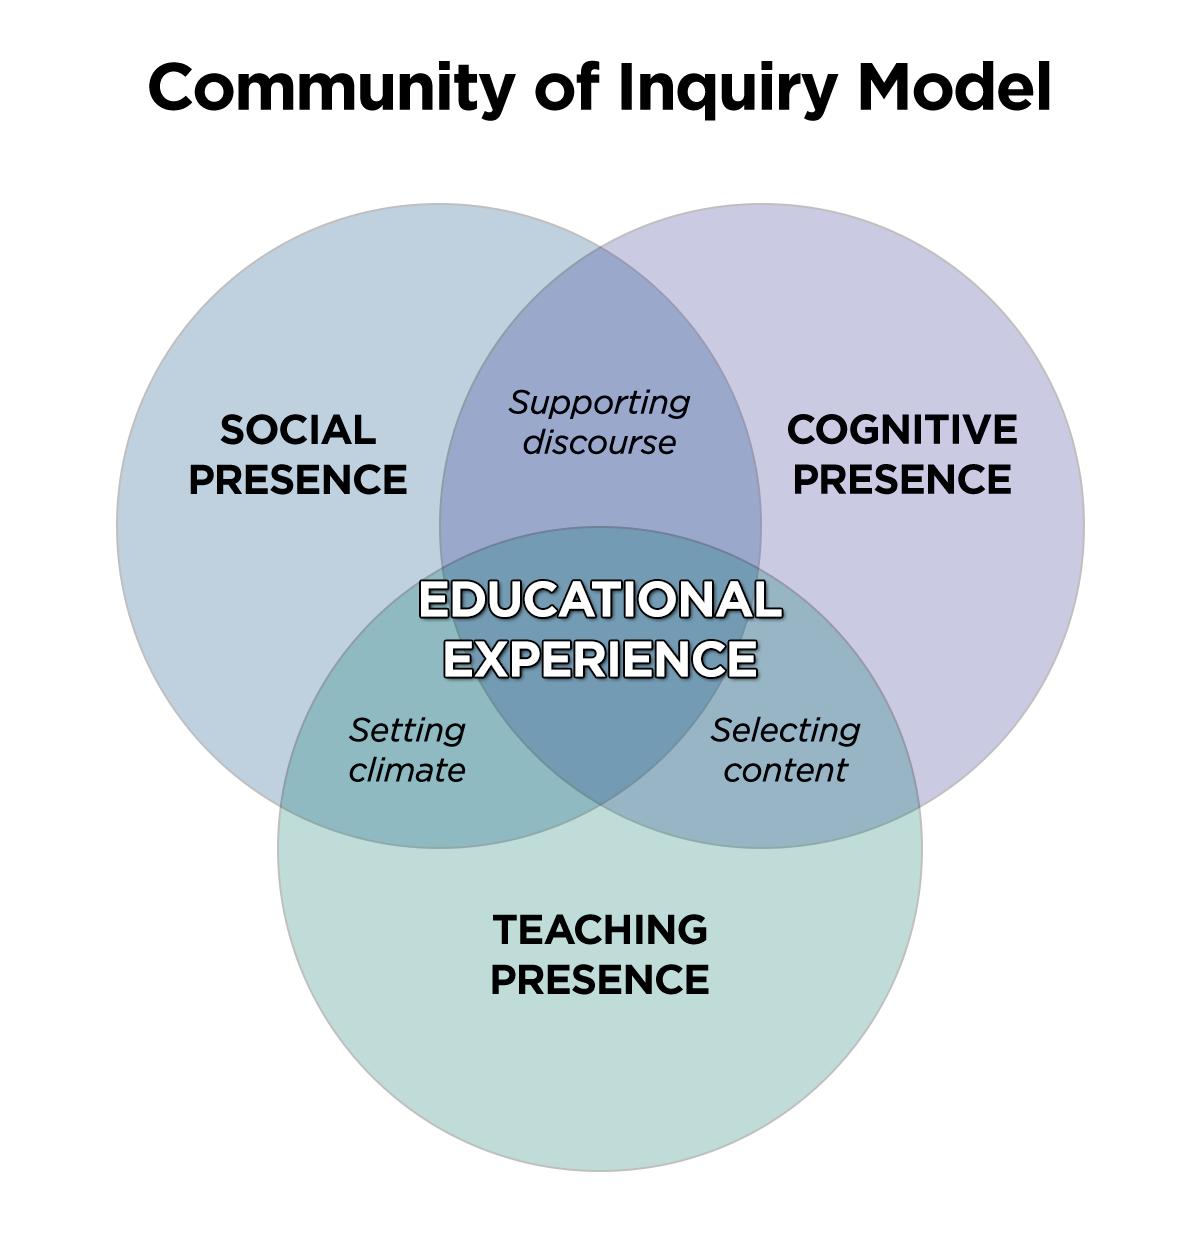 Community of Inquiry Model
Supporting
discourse
SOCIAL
PRESENCE
COGNITIVE
PRESENCE
EDUCATIONAL
EXPERIENCE
Setting
climate
Selecting
content
TEACHING
PRESENCE